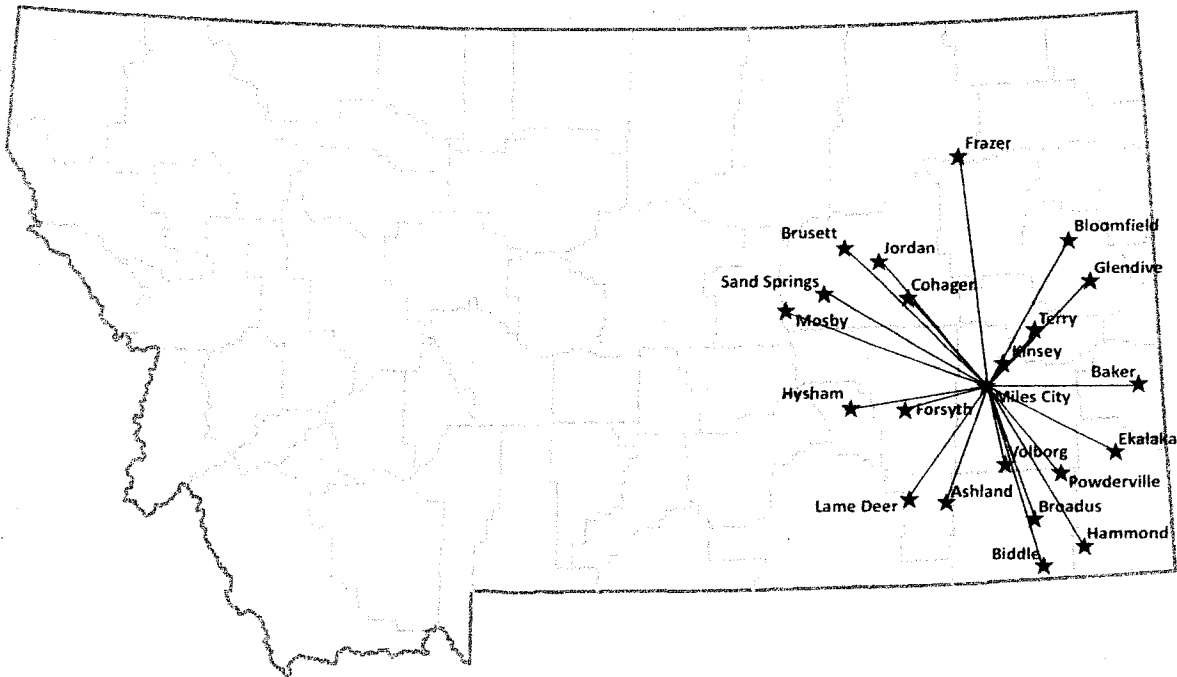 Frazer
Bloomfield
Brusett
Jordan
Glendive
Sand Springs
Cohagen
Mosby
Terry
Kinsey
Baker
Hysham
Miles City
Forsyth
Ekalaka
Volborg
Powderville
Lame Deer
Ashland
Broadus
Hammond
Biddle